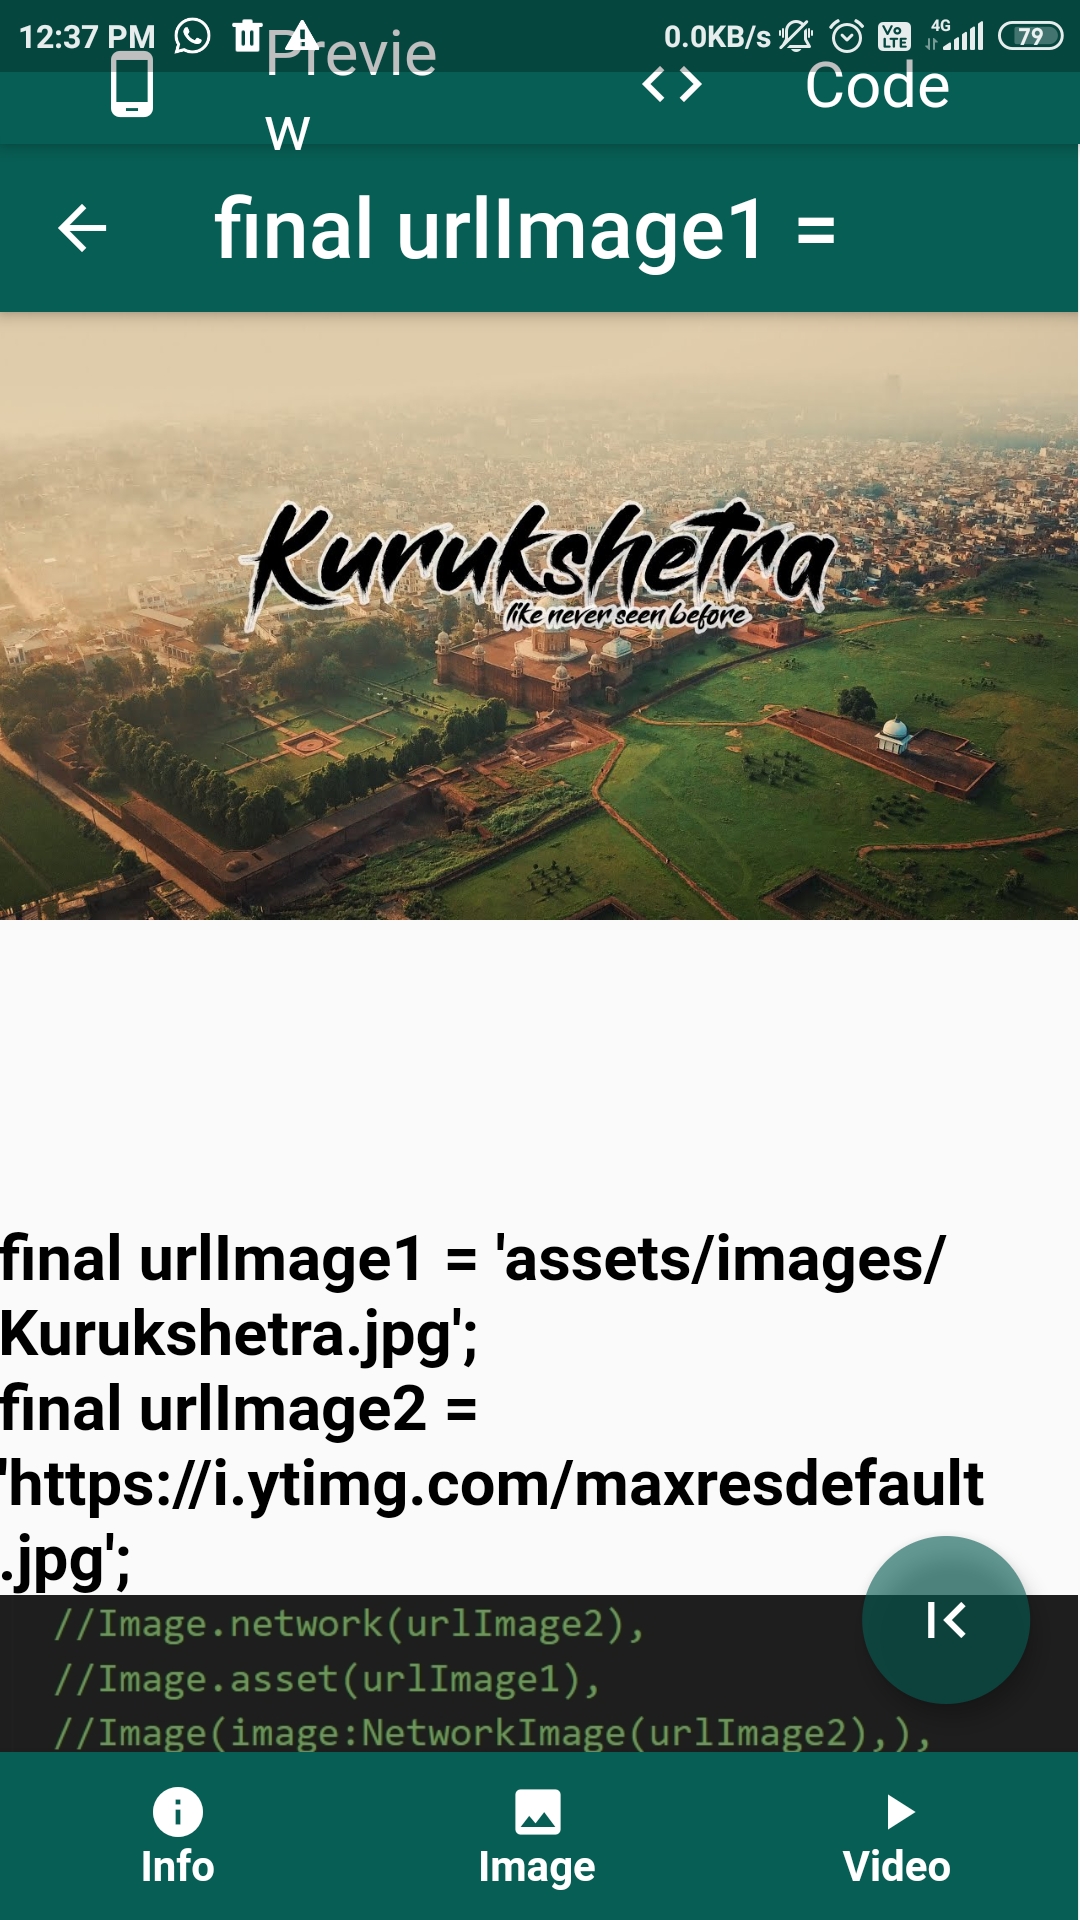 12:37 PM
0.0KB/s
Vo
LTE
4G
79
Previe
w
Code
final urlImage1 =
Kurukshetra
like never seen before
final urlImage1 = 'assets/images/
Kurukshetra.jpg';
final urlImage2 =
'https://i.ytimg.com/maxresdefault
.jpg';
//Image.network(urlImage2),
//Image.asset(urlImage1),
//Image(image:NetworkImage(urlImage2),),
Info
Image
Video